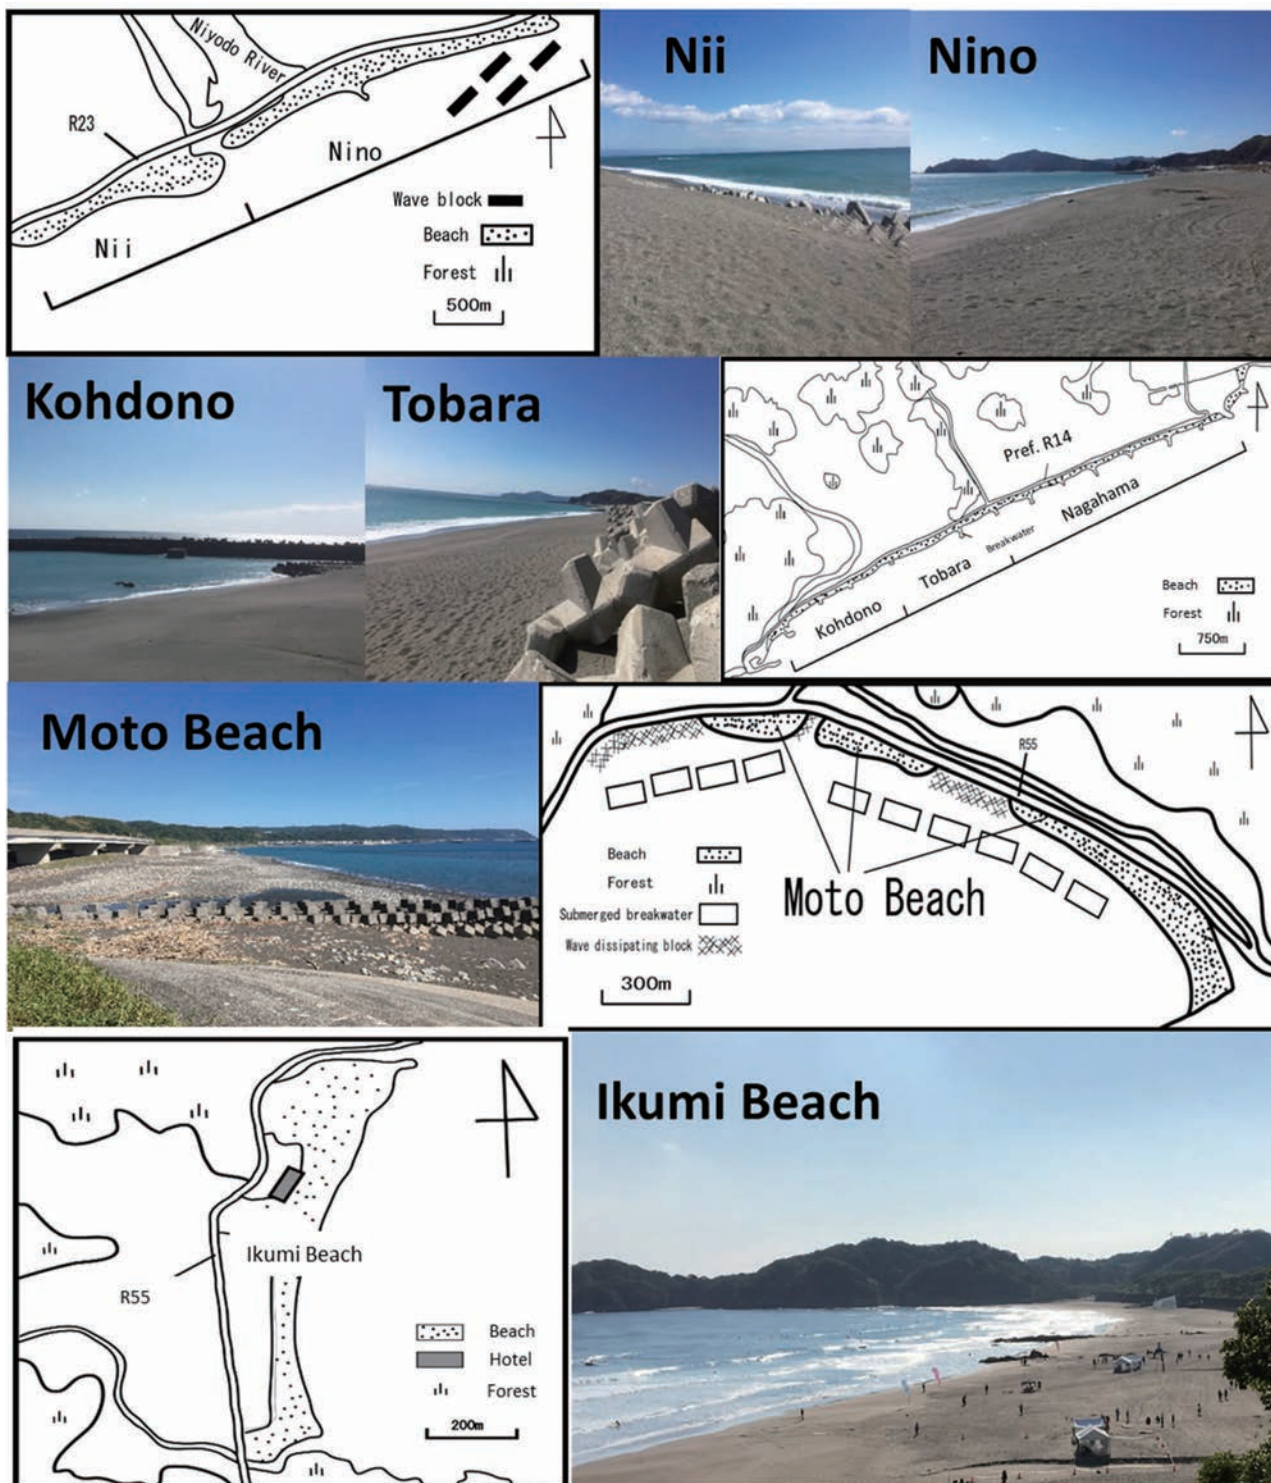 Niyodo River
R23
Nino
Nii
Wave block
Beach
Forest
500m
Nii
Nino
Kohdono
Tobara
Pref. R14
Nagahama
Breakwater
Tobara
Kohdono
Beach
Forest
750m
Moto Beach
R55
Beach
Forest
Submerged breakwater
Wave dissipating block
300m
Moto Beach
Ikumi Beach
R55
Beach
Hotel
Forest
200m
Ikumi Beach